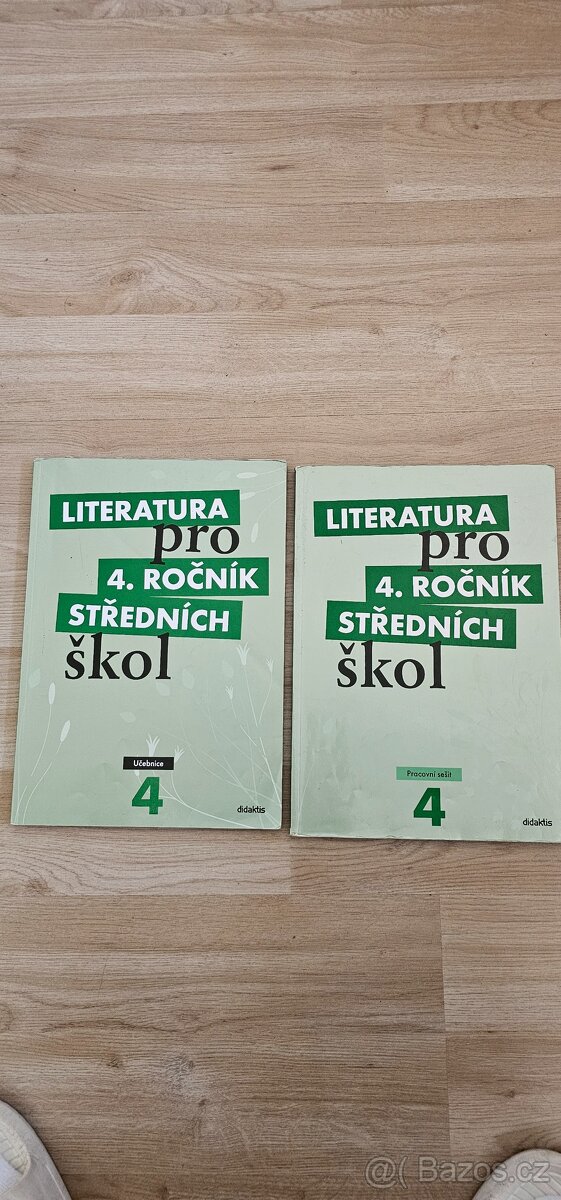 LITERATURA
pro
4. ROČNÍK
STŘEDNÍCH
škol
Učebnice
4
didaktis
LITERATURA
pro
4. ROČNÍK
STŘEDNÍCH
škol
Pracovní sešit
4
didaktis
@( Bazos.cz